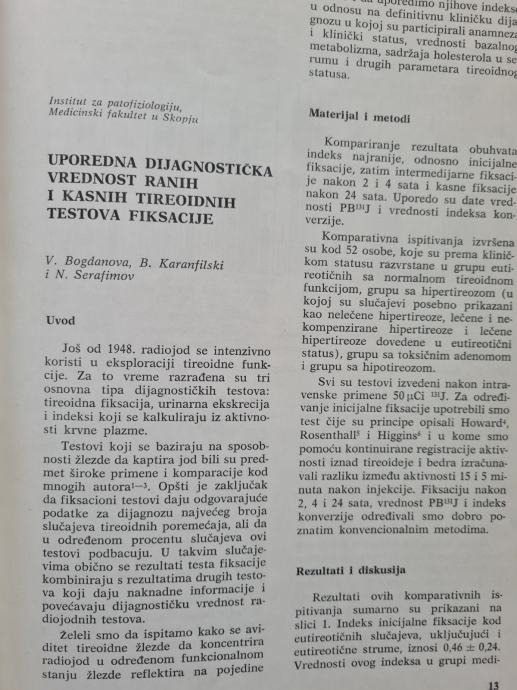 Institut za patofiziologiju,
Medicinski fakultet u Skopju
UPOREDNA DIJAGNOSTIČKA
VREDNOST RANIH
I KASNIH TIREOIDNIH
TESTOVA FIKSACIJE
V. Bogdanova, B. Karanfilski
i N. Serafimov
Uvod
Još od 1948. radiojod se intenzivno
koristi u eksploraciji tireoidne funk-
cije. Za to vreme razrađena su tri
osnovna tipa dijagnostičkih testova:
tireoidna fiksacija, urinarna ekskrecija
i indeksi koji se kalkuliraju iz aktivno-
sti krvne plazme.
Testovi koji se baziraju na sposob-
nosti žlezde da kaptira jod bili su pred-
met široke primene i komparacije kod
mnogih autora¹—³. Opšti je zaključak
da fiksacioni testovi daju odgovarajuće
podatke za dijagnozu najvećeg broja
slučajeva tireoidnih poremećaja, ali da
u određenom procentu slučajeva ovi
testovi podbacuju. U takvim slučaje-
vima obično se rezultati testa fiksacije
kombiniraju s rezultatima drugih testo-
va koji daju naknadne informacije i
povećavaju dijagnostičku vrednost ra-
diojodnih testova.
Želeli smo da ispitamo kako se avi-
ditet tireoidne žlezde da koncentrira
radiojod u određenom funkcionalnom
stanju žlezde reflektira na pojedine
uporedimo njihove indekse
u odnosu na definitivnu kliničku dija-
gnozu u kojoj su participirali anamneza
i klinički status, vrednosti bazalnog
metabolizma, sadržaja holesterola u se-
rumu i drugih parametara tireoidnog
statusa.
Materijal i metodi
Kompariranje rezultata obuhvata
indeks najranije, odnosno inicijalne
fiksacije, zatim intermedijarne fiksaci-
je nakon 2 i 4 sata i kasne fiksacije
nakon 24 sata. Uporedo su date vred-
nosti PB¹³¹J i vrednosti indeksa kon-
verzije.
Komparativna ispitivanja izvršena
su kod 52 osobe, koje su prema klinič-
kom statusu razvrstane u grupu euti-
reotičnih sa normalnom tireoidnom
funkcijom, grupu sa hipertireozom (u
kojoj su slučajevi posebno prikazani
kao nelečene hipertireoze, lečene i ne-
kompenzirane hipertireoze i lečene
hipertireoze dovedene u eutireotični
status), grupu sa toksičnim adenomom
i grupu sa hipotireozom.
Svi su testovi izvedeni nakon intra-
venske primene 50 µCi ¹³¹J. Za određi-
vanje inicijalne fiksacije upotrebili smo
test čije su principe opisali Howard⁴,
Rosenthall⁵ i Higgins⁶ i u kome smo
pomoću kontinuirane registracije aktiv-
nosti iznad tireoideje i bedra izračuna-
vali razliku između aktivnosti 15 i 5 mi-
nuta nakon injekcije. Fiksaciju nakon
2, 4 i 24 sata, vrednost PB¹³¹J i indeks
konverzije određivali smo dobro po-
znatim konvencionalnim metodima.
Rezultati i diskusija
Rezultati ovih komparativnih is-
pitivanja sumarno su prikazani na
slici 1. Indeks inicijalne fiksacije kod
eutireotičnih slučajeva, uključujući i
eutireotične strume, iznosi 0,46 ± 0,24.
Vrednosti ovog indeksa u grupi medi-
13